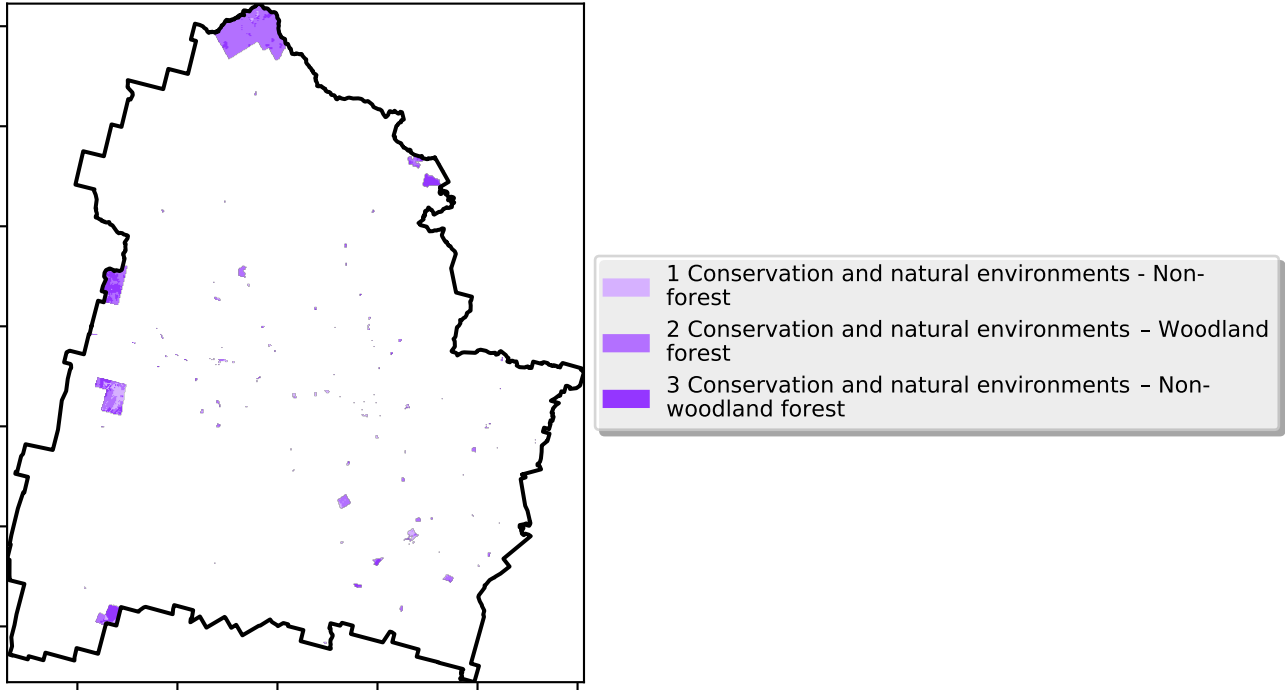 1 Conservation and natural environments - Non-
forest
2 Conservation and natural environments – Woodland
forest
3 Conservation and natural environments – Non-
woodland forest